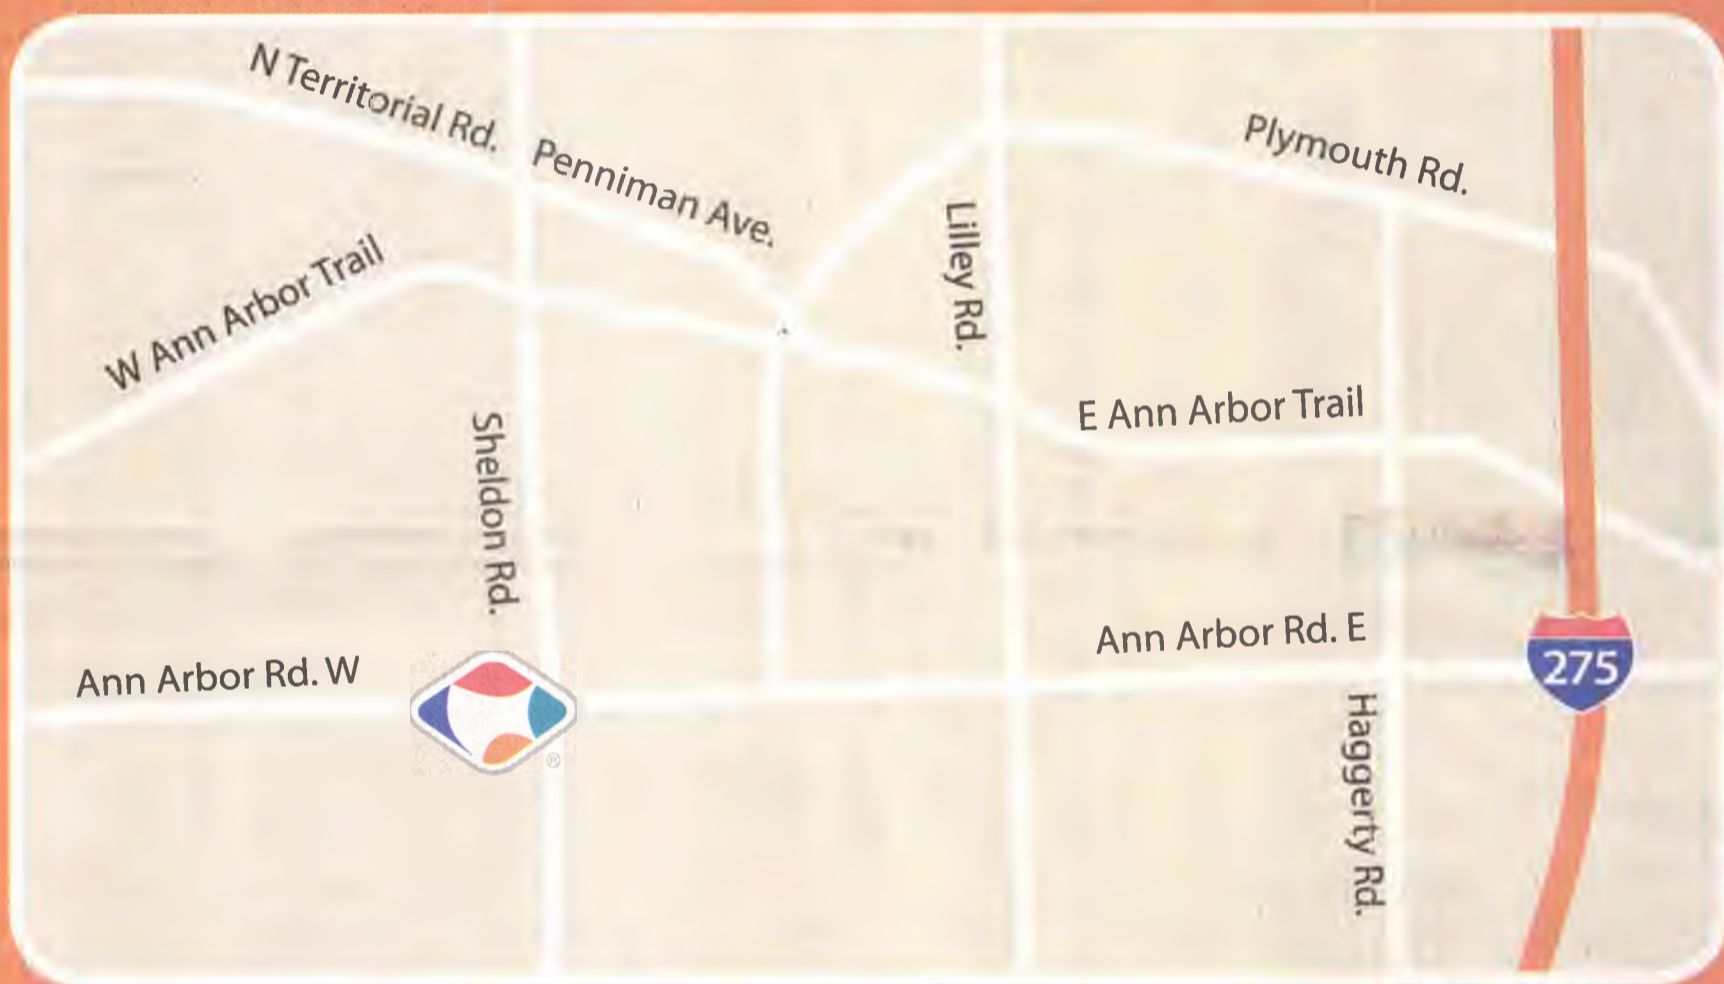 N Territorial Rd.
Penniman Ave.
Plymouth Rd.
W Ann Arbor Trail
Lilley Rd.
E Ann Arbor Trail
Sheldon Rd.
Ann Arbor Rd. W
Ann Arbor Rd. E
275
Haggerty Rd.
®